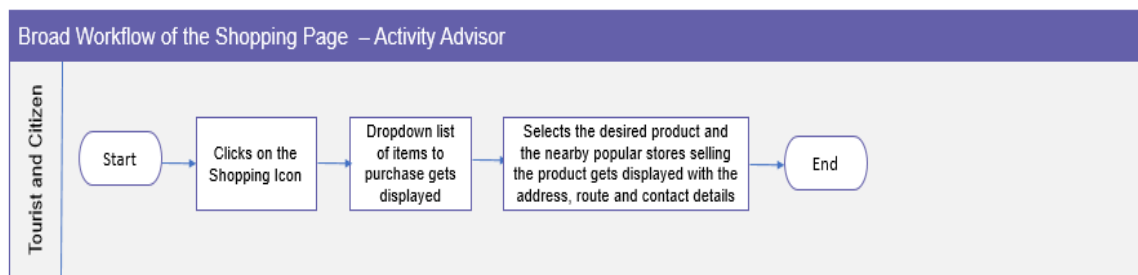 Broad Workflow of the Shopping Page – Activity Advisor
Tourist and Citizen
Start
Clicks on the
Shopping Icon
Dropdown list
of items to
purchase gets
displayed
Selects the desired product and
the nearby popular stores selling
the product gets displayed with the
address, route and contact details
End